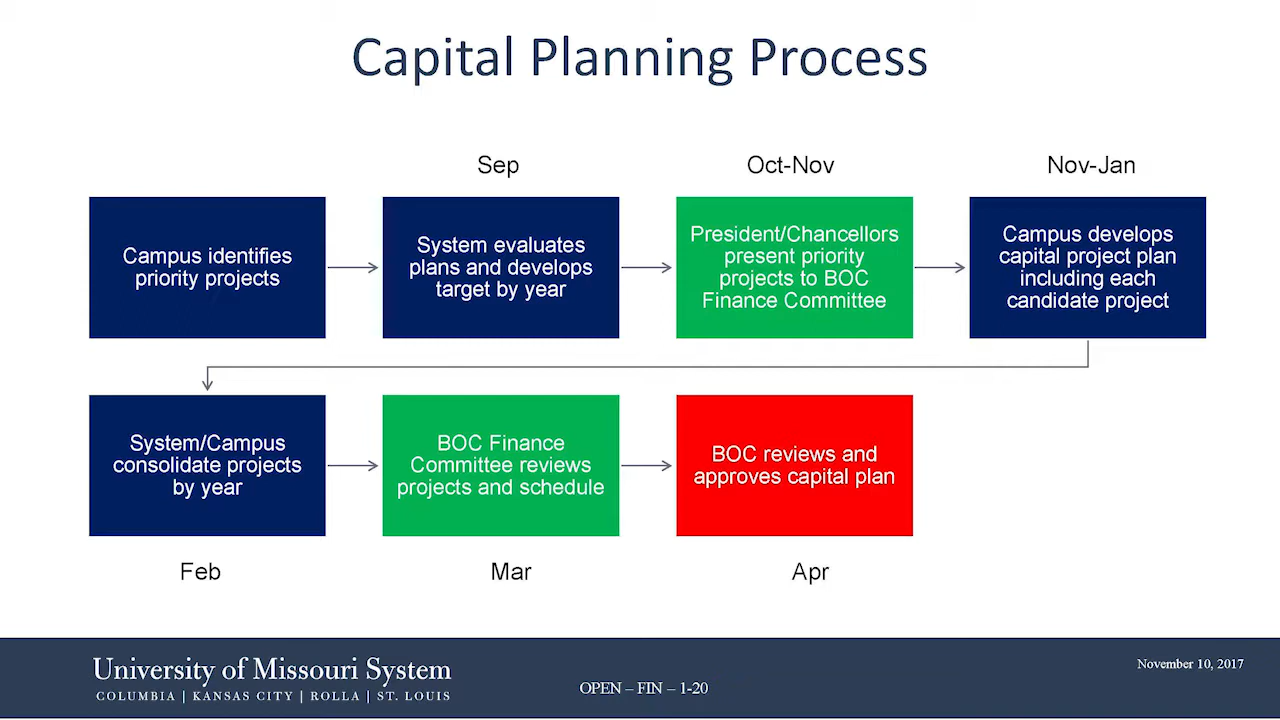 Capital Planning Process
Sep
Oct-Nov
Nov-Jan
Campus identifies
priority projects
System evaluates
plans and develops
target by year
President/Chancellors
present priority
projects to BOC
Finance Committee
Campus develops
capital project plan
including each
candidate project
System/Campus
consolidate projects
by year
BOC Finance
Committee reviews
projects and schedule
BOC reviews and
approves capital plan
Feb
Mar
Apr
University of Missouri System
COLUMBIA | KANSAS CITY | ROLLA | ST. LOUIS
OPEN – FIN – 1-20
November 10, 2017